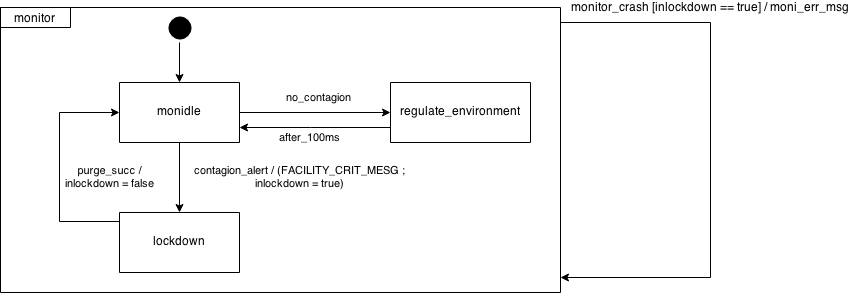 monitor_crash [inlockdown == true] / moni_err_msg
monitor
no_contagion
monidle
regulate_environment
after_100ms
purge_succ /
inlockdown = false
contagion_alert / (FACILITY_CRIT_MESG ;
inlockdown = true)
lockdown